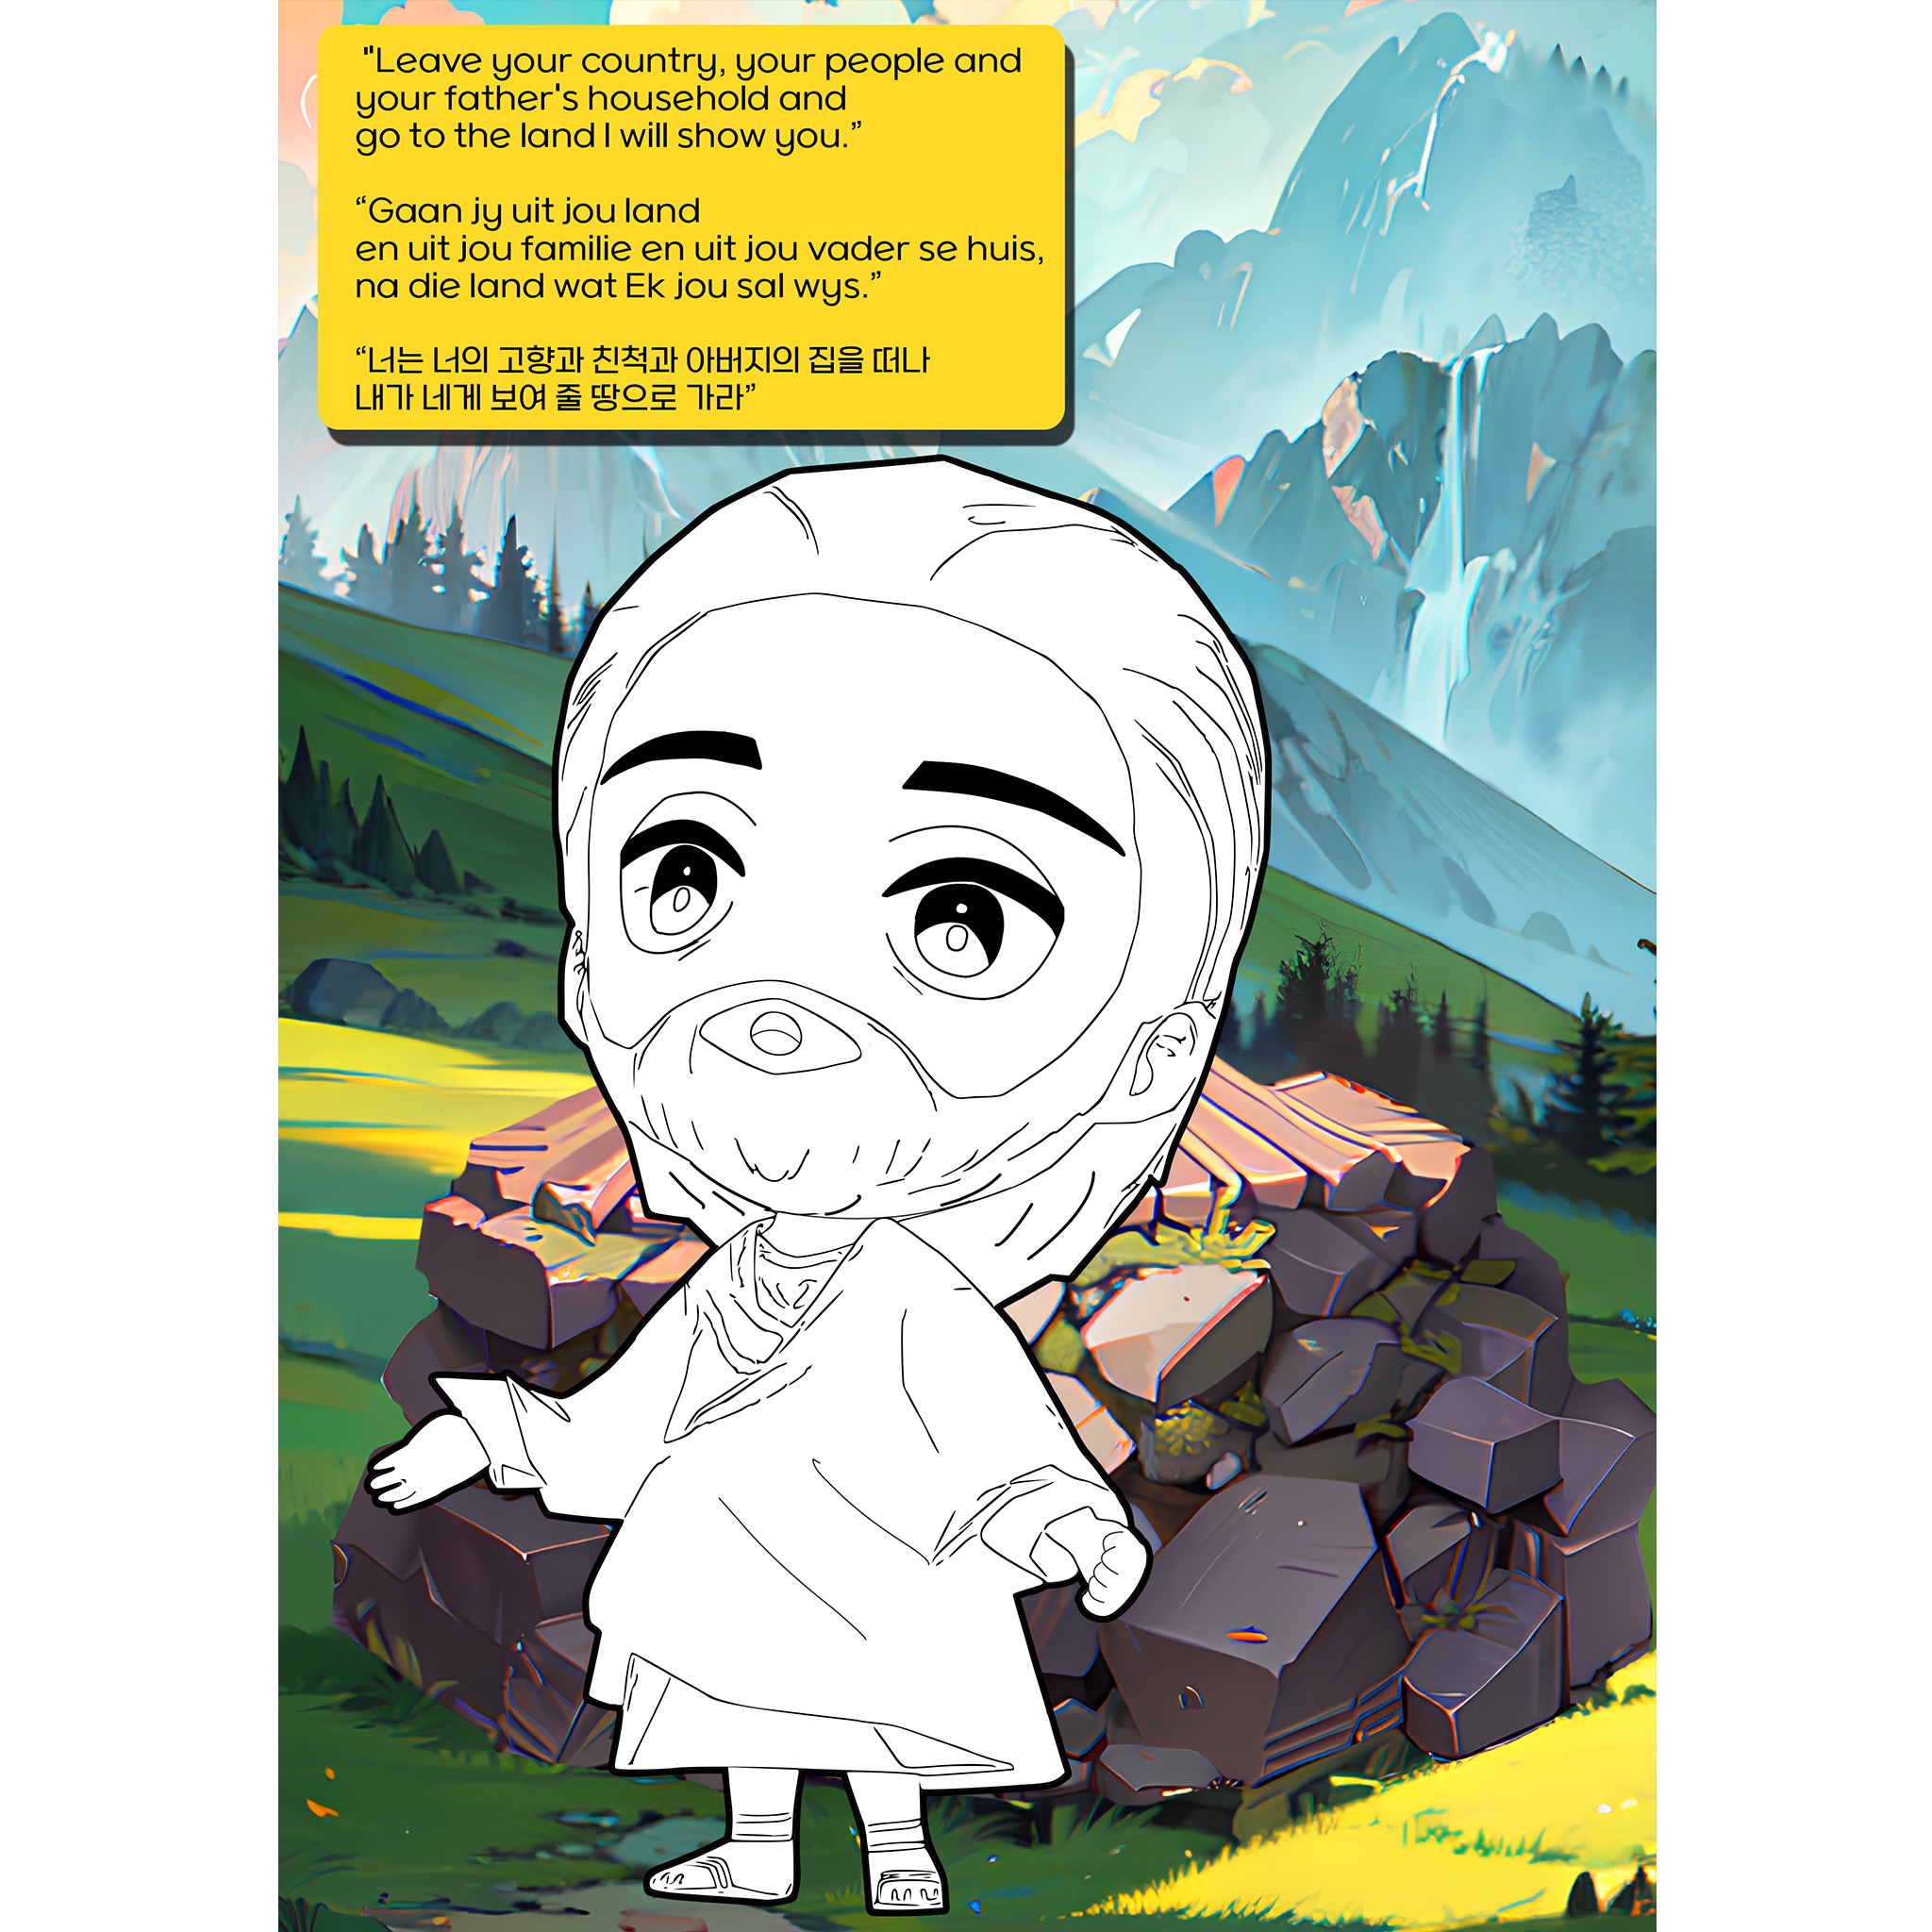 "Leave your country, your people and
your father's household and
go to the land I will show you.”
“Gaan jy uit jou land
en uit jou familie en uit jou vader se huis,
na die land wat Ek jou sal wys.”
“너는 너의 고향과 친척과 아버지의 집을 떠나
내가 네게 보여 줄 땅으로 가라”